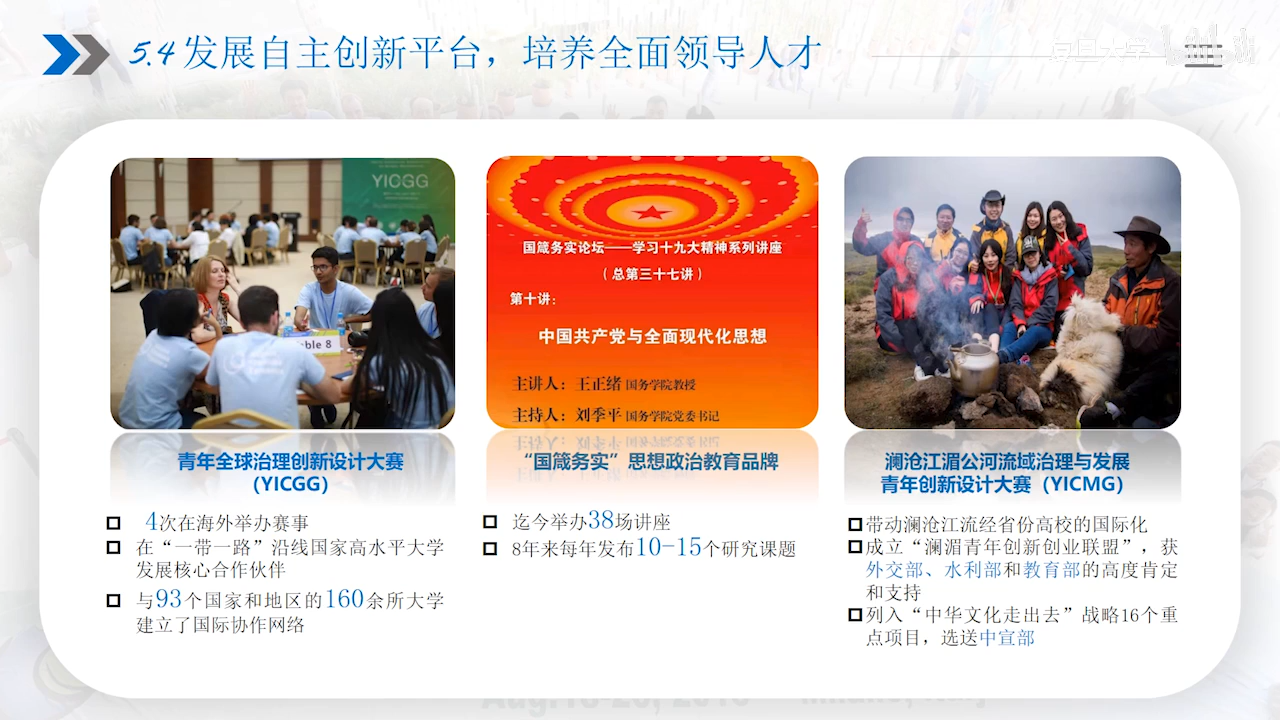 5.4 发展自主创新平台，培养全面领导人才
复旦大学
bilibili
YICGG
Table 8
国箴务实论坛——学习十九大精神系列讲座
（总第三十七讲）
第十讲：
中国共产党与全面现代化思想
主讲人：王正绪 国务学院教授
主持人：刘季平 国务学院党委书记
青年全球治理创新设计大赛
（YICGG）
4次在海外举办赛事
在“一带一路”沿线国家高水平大学
发展核心合作伙伴
与93个国家和地区的160余所大学
建立了国际协作网络
“国箴务实”思想政治教育品牌
迄今举办38场讲座
8年来每年发布10-15个研究课题
澜沧江湄公河流域治理与发展
青年创新设计大赛（YICMG）
带动澜沧江流经省份高校的国际化
成立“澜湄青年创新创业联盟”，获
外交部、水利部和教育部的高度肯定
和支持
列入“中华文化走出去”战略16个重
点项目，选送中宣部